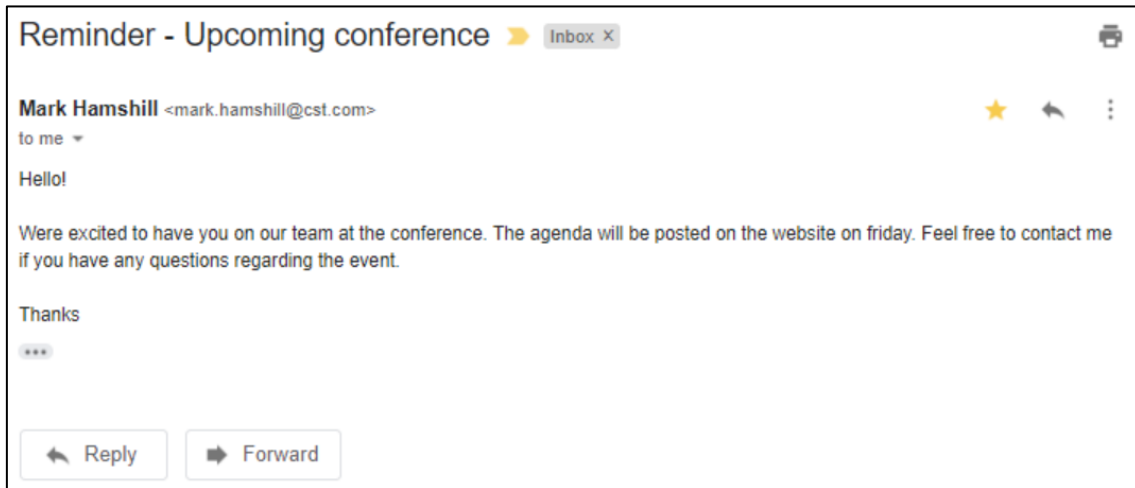 Reminder - Upcoming conference Inbox X
Mark Hamshill <mark.hamshill@cst.com>
to me
Hello!
Were excited to have you on our team at the conference. The agenda will be posted on the website on friday. Feel free to contact me
if you have any questions regarding the event.
Thanks
Reply Forward